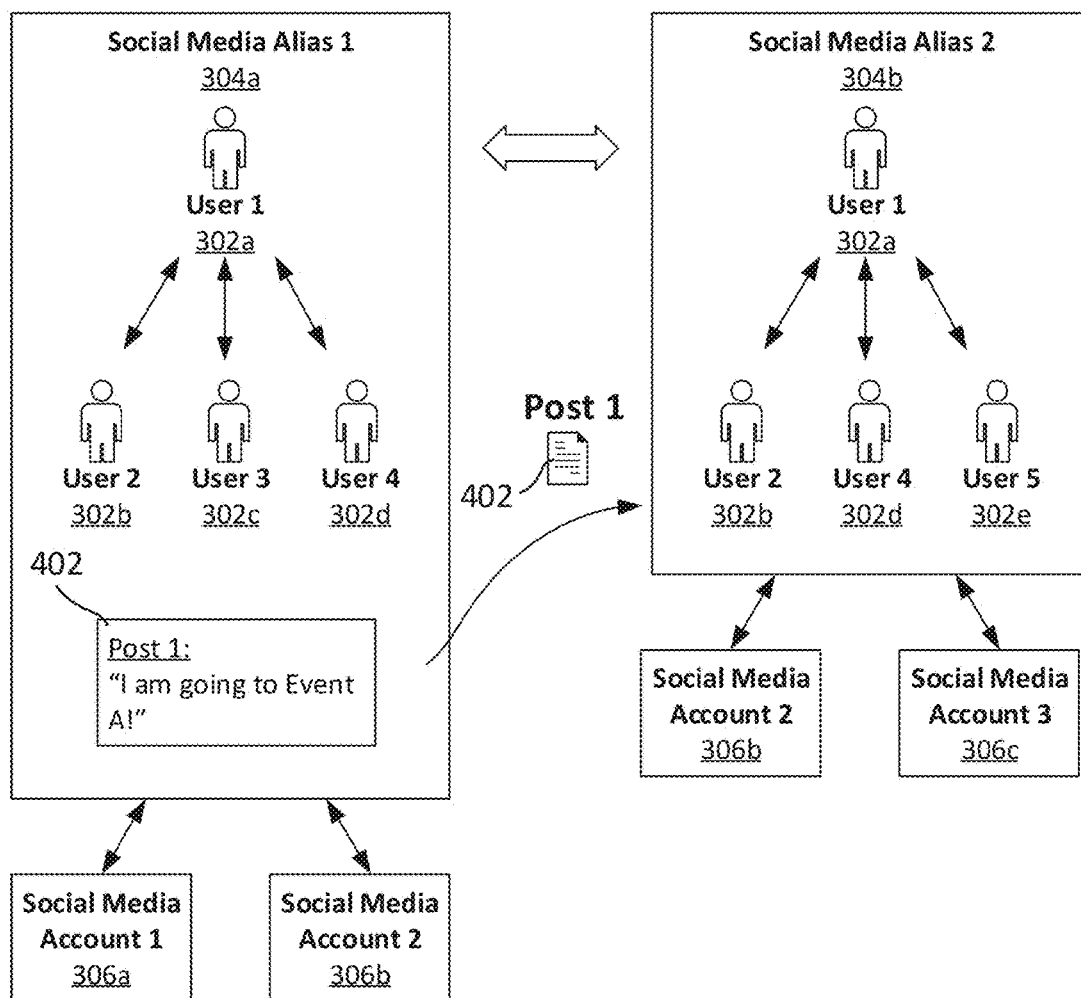 Social Media Alias 1
304a
User 1
302a
User 2
302b
User 3
302c
User 4
302d
402
Post 1:
“I am going to Event
A!”
Social Media
Account 1
306a
Social Media
Account 2
306b
Post 1
402
Social Media Alias 2
304b
User 1
302a
User 2
302b
User 4
302d
User 5
302e
Social Media
Account 2
306b
Social Media
Account 3
306c